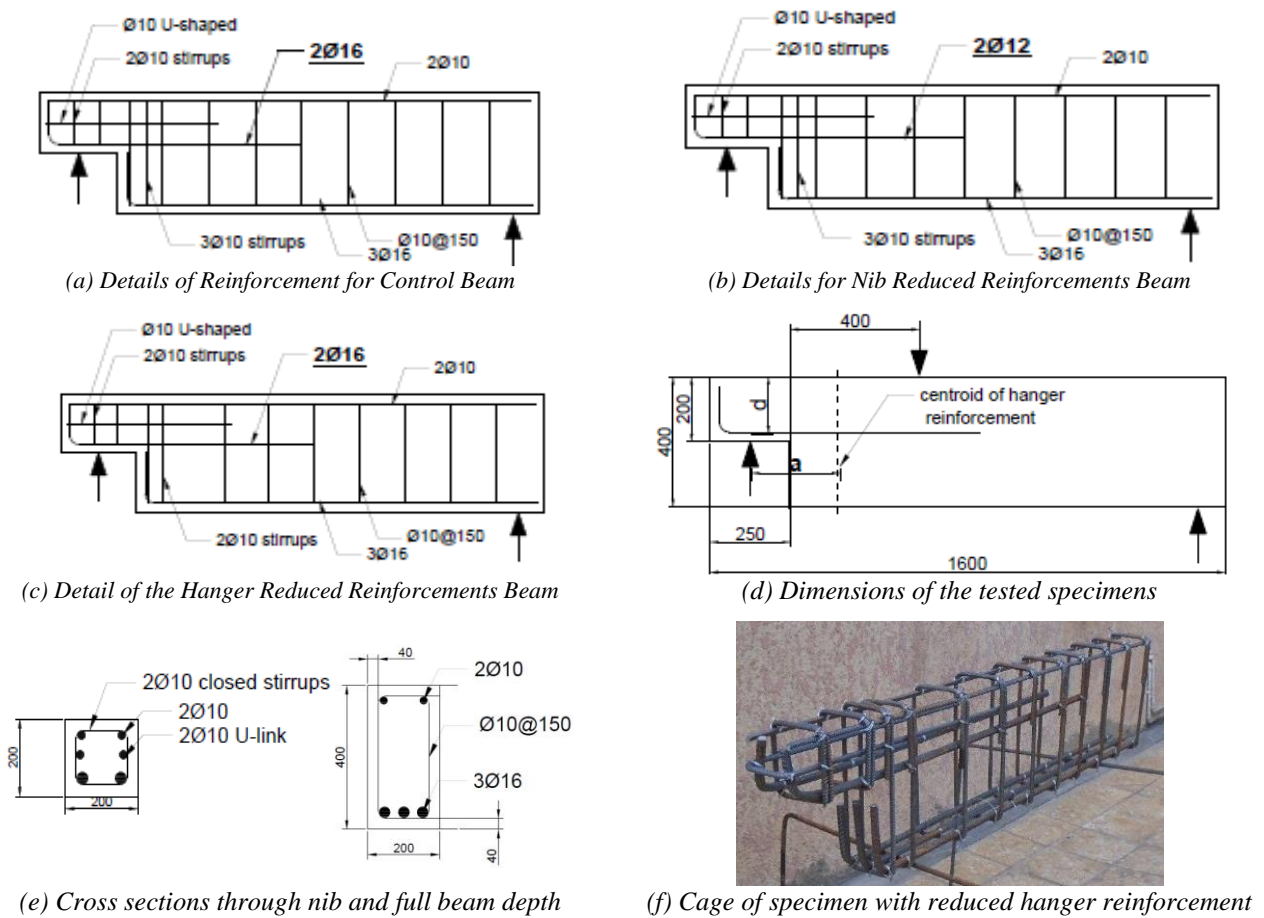 Ø10 U-shaped
2Ø10 stirrups
2Ø16
2Ø10
3Ø10 stirrups
Ø10@150
3Ø16
(a) Details of Reinforcement for Control Beam
Ø10 U-shaped
2Ø10 stirrups
2Ø12
2Ø10
3Ø10 stirrups
Ø10@150
3Ø16
(b) Details for Nib Reduced Reinforcements Beam
Ø10 U-shaped
2Ø10 stirrups
2Ø16
2Ø10
2Ø10 stirrups
Ø10@150
3Ø16
(c) Detail of the Hanger Reduced Reinforcements Beam
400
400
200
d
centroid of hanger
reinforcement
a
250
1600
(d) Dimensions of the tested specimens
2Ø10 closed stirrups
2Ø10
2Ø10 U-link
200
200
40
2Ø10
Ø10@150
400
3Ø16
200
40
(e) Cross sections through nib and full beam depth
(f) Cage of specimen with reduced hanger reinforcement